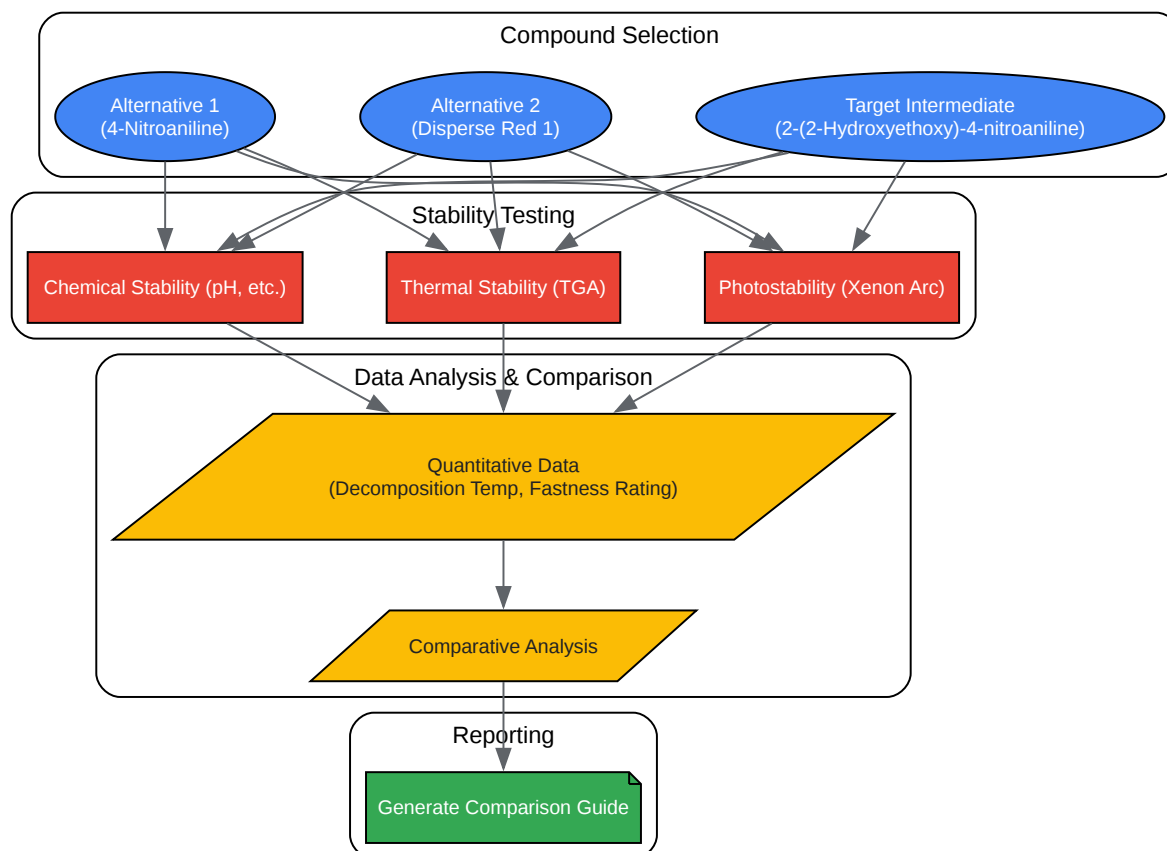 Compound Selection
Alternative 1
(4-Nitroaniline)
Alternative 2
(Disperse Red 1)
Target Intermediate
(2-(2-Hydroxyethoxy)-4-nitroaniline)
Stability Testing
Chemical Stability (pH, etc.)
Thermal Stability (TGA)
Photostability (Xenon Arc)
Data Analysis & Comparison
Quantitative Data
(Decomposition Temp, Fastness Rating)
Comparative Analysis
Reporting
Generate Comparison Guide